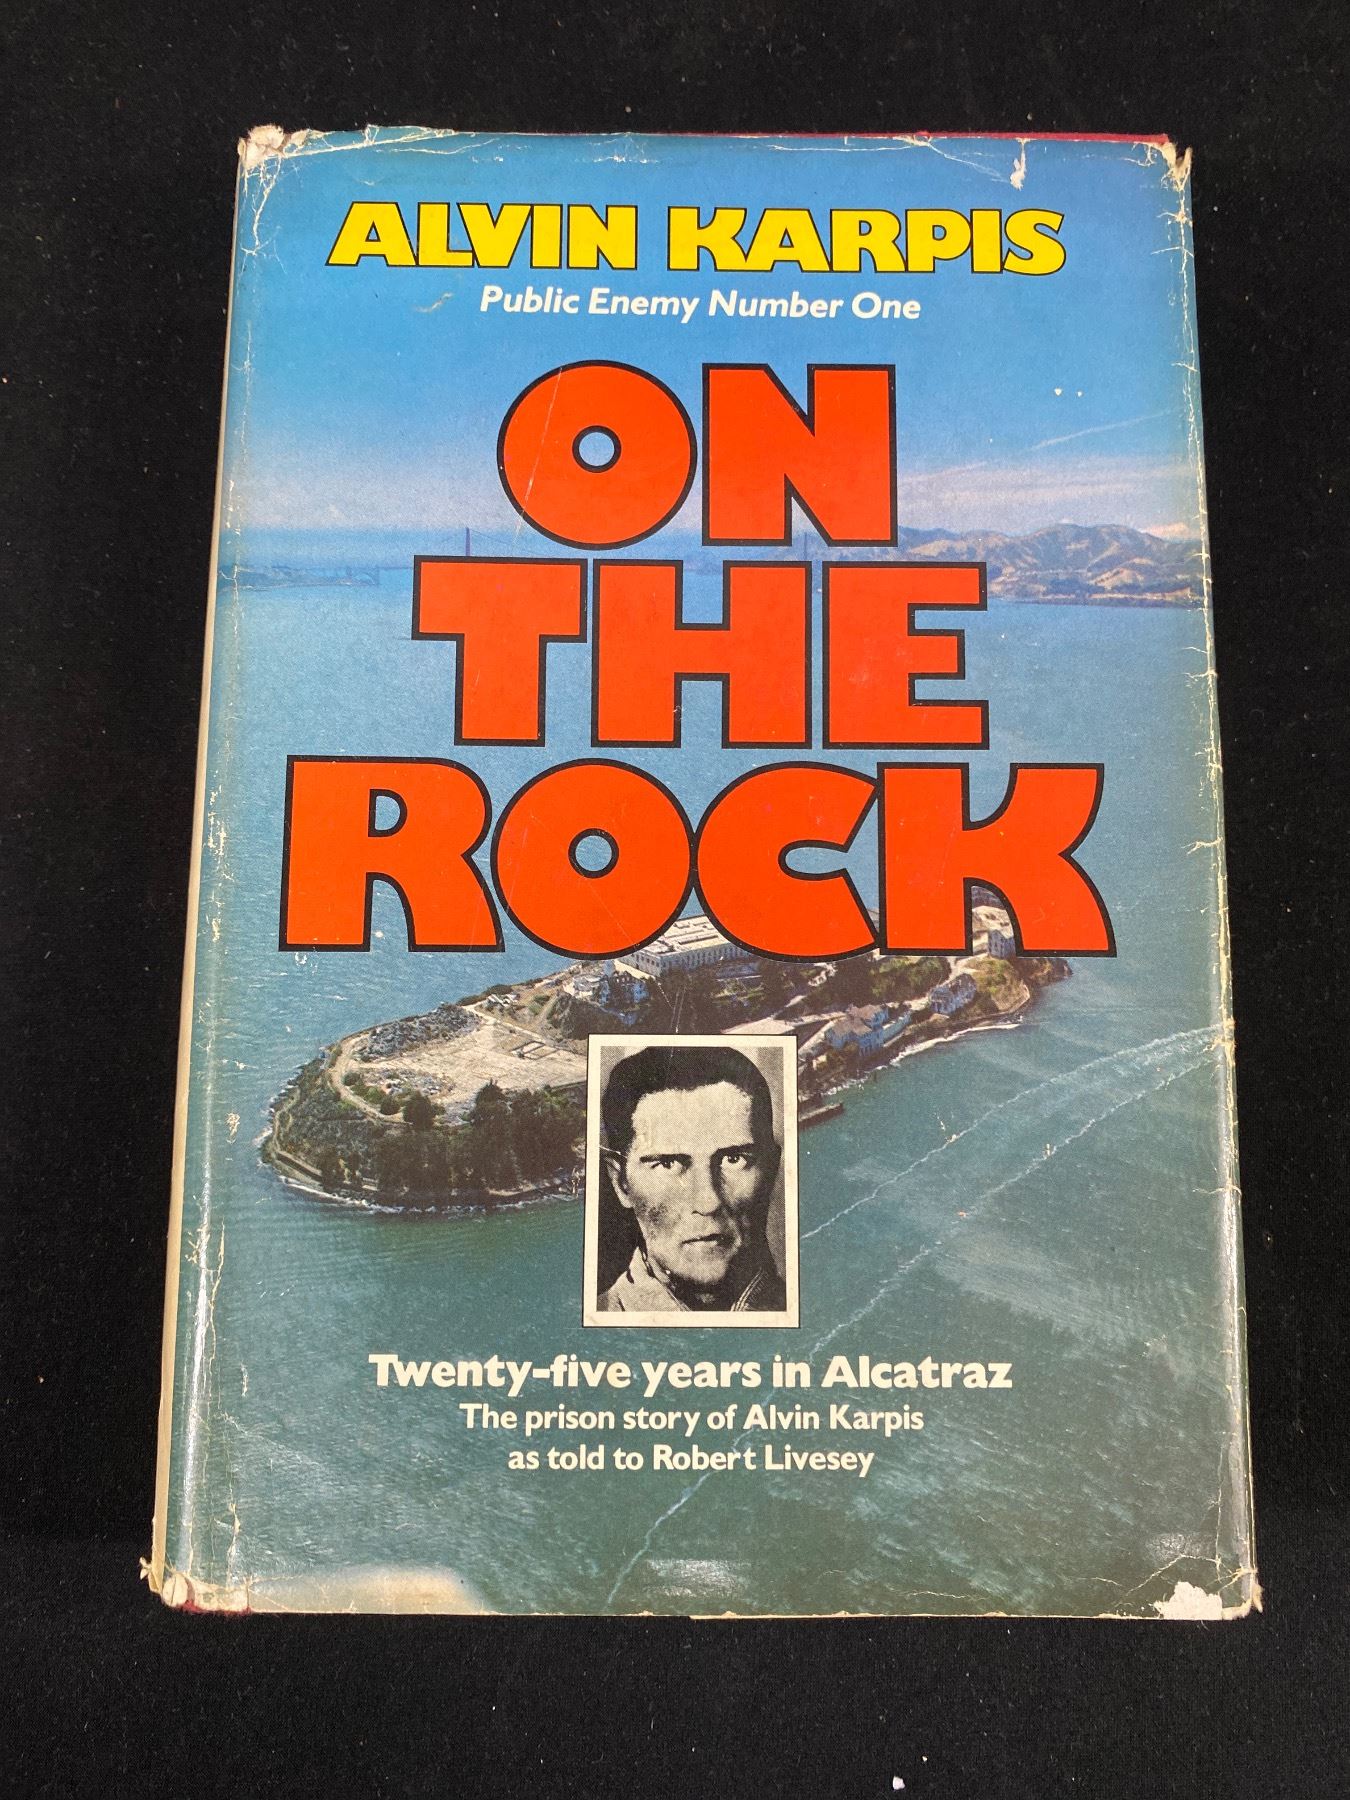 ALVIN KARPIS
Public Enemy Number One
ON
THE
ROCK
Twenty-five years in Alcatraz
The prison story of Alvin Karpis
as told to Robert Livesey